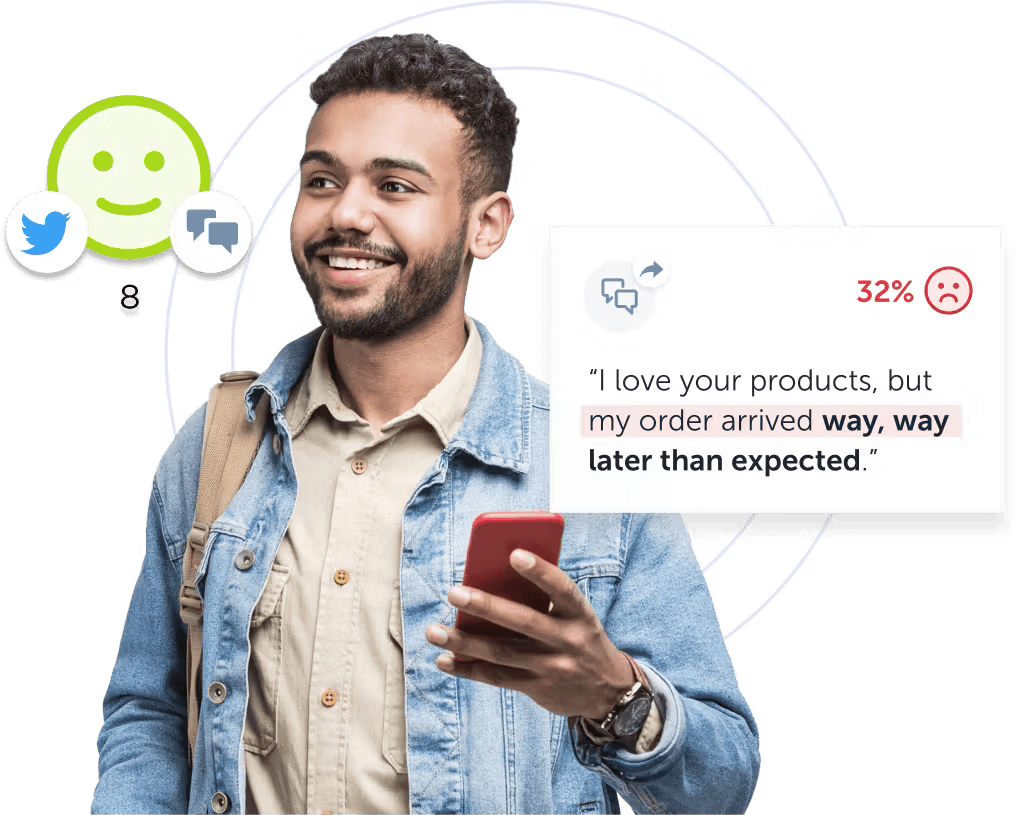 8
32%
“I love your products, but
my order arrived way, way
later than expected.”